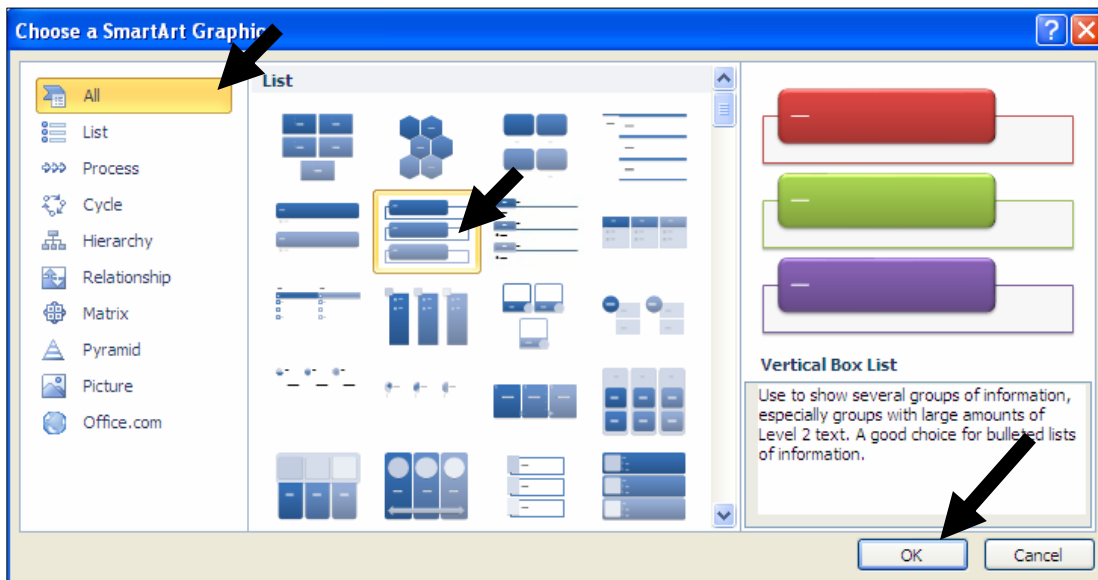 Choose a SmartArt Graphic
All
List
Process
Cycle
Hierarchy
Relationship
Matrix
Pyramid
Picture
Office.com
List
Vertical Box List
Use to show several groups of information,
especially groups with large amounts of
Level 2 text. A good choice for bulleted lists
of information.
OK
Cancel